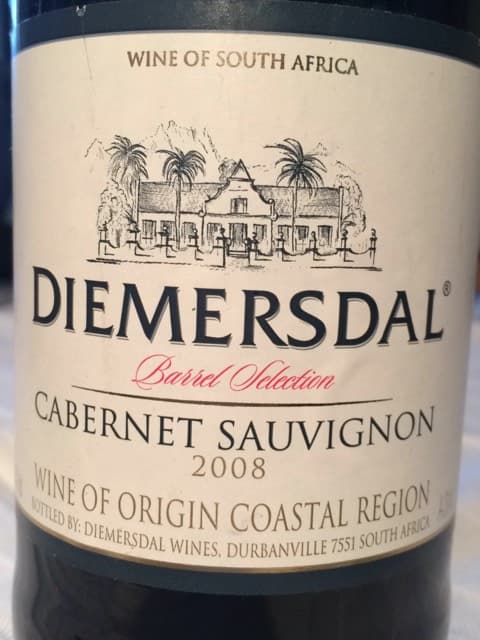 WINE OF SOUTH AFRICA
DIEMERSDAL®
Barrel Selection
CABERNET SAUVIGNON
2008
WINE OF ORIGIN COASTAL REGION
BOTTLED BY: DIEMERSDAL WINES, DURBANVILLE 7551 SOUTH AFRICA